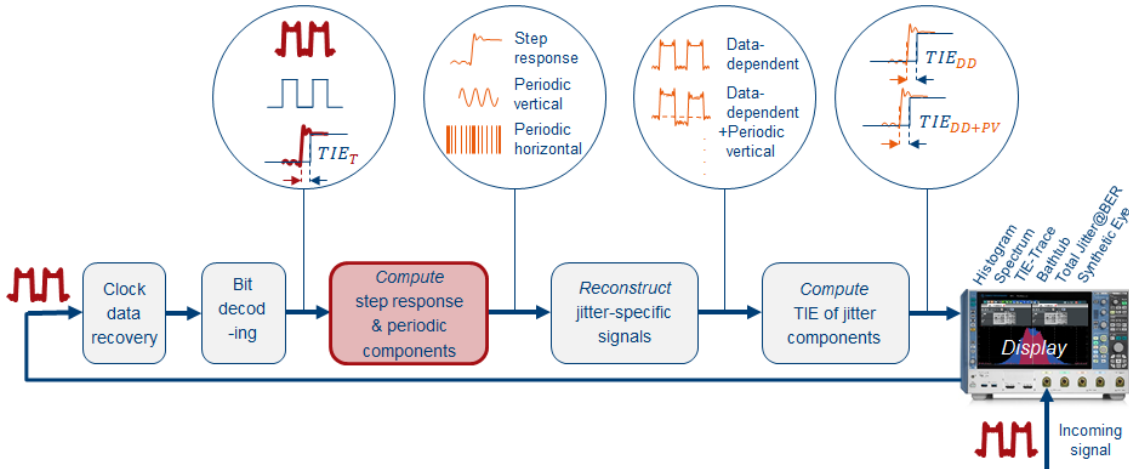 TIE_T
Step
response
Periodic
vertical
Periodic
horizontal
Data-
dependent
Data-
dependent
+Periodic
vertical
TIE_DD
TIE_DD+PV
Clock
data
recovery
Bit
decod
-ing
Compute
step response
& periodic
components
Reconstruct
jitter-specific
signals
Compute
TIE of jitter
components
Histogram
Spectrum
TIE-Trace
Bathtub
Total Jitter@BER
Synthetic Eye
Display
Incoming
signal